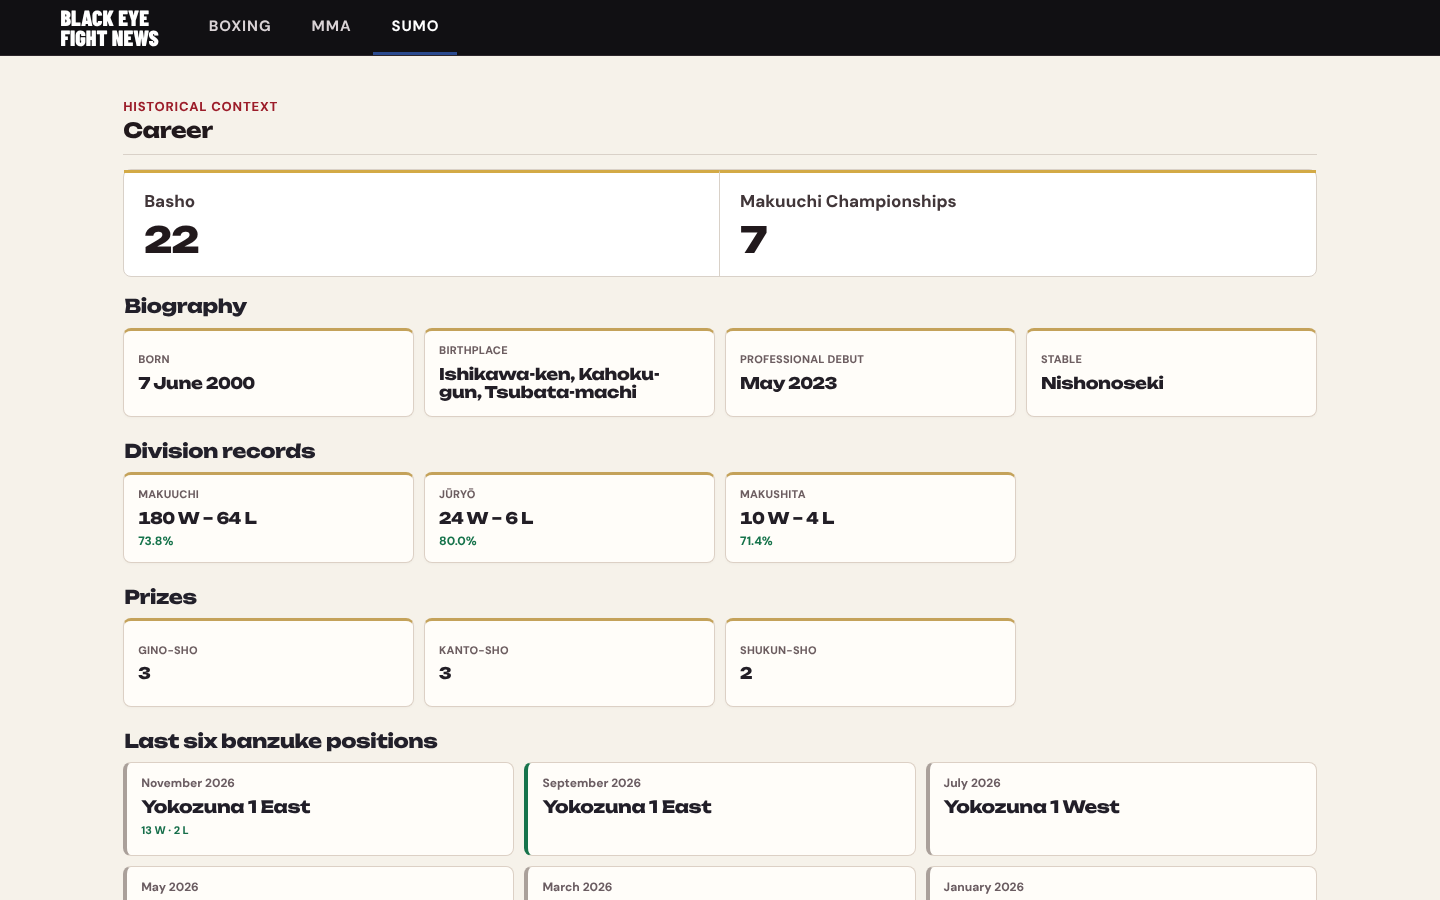 BLACK EYE
FIGHT NEWS
BOXING
MMA
SUMO
HISTORICAL CONTEXT
Career
Basho
22
Makuuchi Championships
7
Biography
BORN
7 June 2000
BIRTHPLACE
Ishikawa-ken, Kahoku-
gun, Tsubata-machi
PROFESSIONAL DEBUT
May 2023
STABLE
Nishonoseki
Division records
MAKUUCHI
180 W – 64 L
73.8%
JŪRYŌ
24 W – 6 L
80.0%
MAKUSHITA
10 W – 4 L
71.4%
Prizes
GINO-SHO
3
KANTO-SHO
3
SHUKUN-SHO
2
Last six banzuke positions
November 2026
Yokozuna 1 East
13 W · 2 L
September 2026
Yokozuna 1 East
July 2026
Yokozuna 1 West
May 2026
March 2026
January 2026